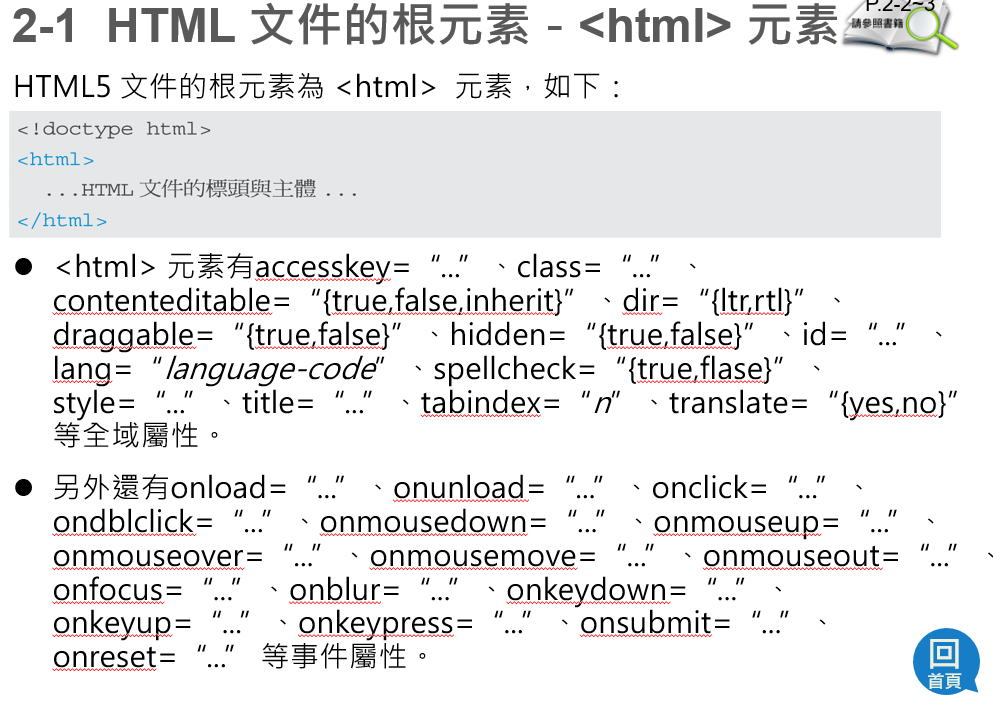 2-1 HTML 文件的根元素 - <html> 元素
P.2-2~3
請參照書籍
HTML5 文件的根元素為 <html> 元素，如下：
<!doctype html>
<html>
...HTML 文件的標頭與主體 ...
</html>
● <html> 元素有accesskey=“...”、class=“...”、
contenteditable=“{true,false,inherit}”、dir=“{ltr,rtl}”、
draggable=“{true,false}”、hidden=“{true,false}”、id=“...”、
lang=“language-code”、spellcheck=“{true,flase}”、
style=“...”、title=“...”、tabindex=“n”、translate=“{yes,no}”
等全域屬性。
● 另外還有onload=“...”、onunload=“...”、onclick=“...”、
ondblclick=“...”、onmousedown=“...”、onmouseup=“...”、
onmouseover=“...”、onmousemove=“...”、onmouseout=“...”、
onfocus=“...”、onblur=“...”、onkeydown=“...”、
onkeyup=“...”、onkeypress=“...”、onsubmit=“...”、
onreset=“...” 等事件屬性。
回
首頁